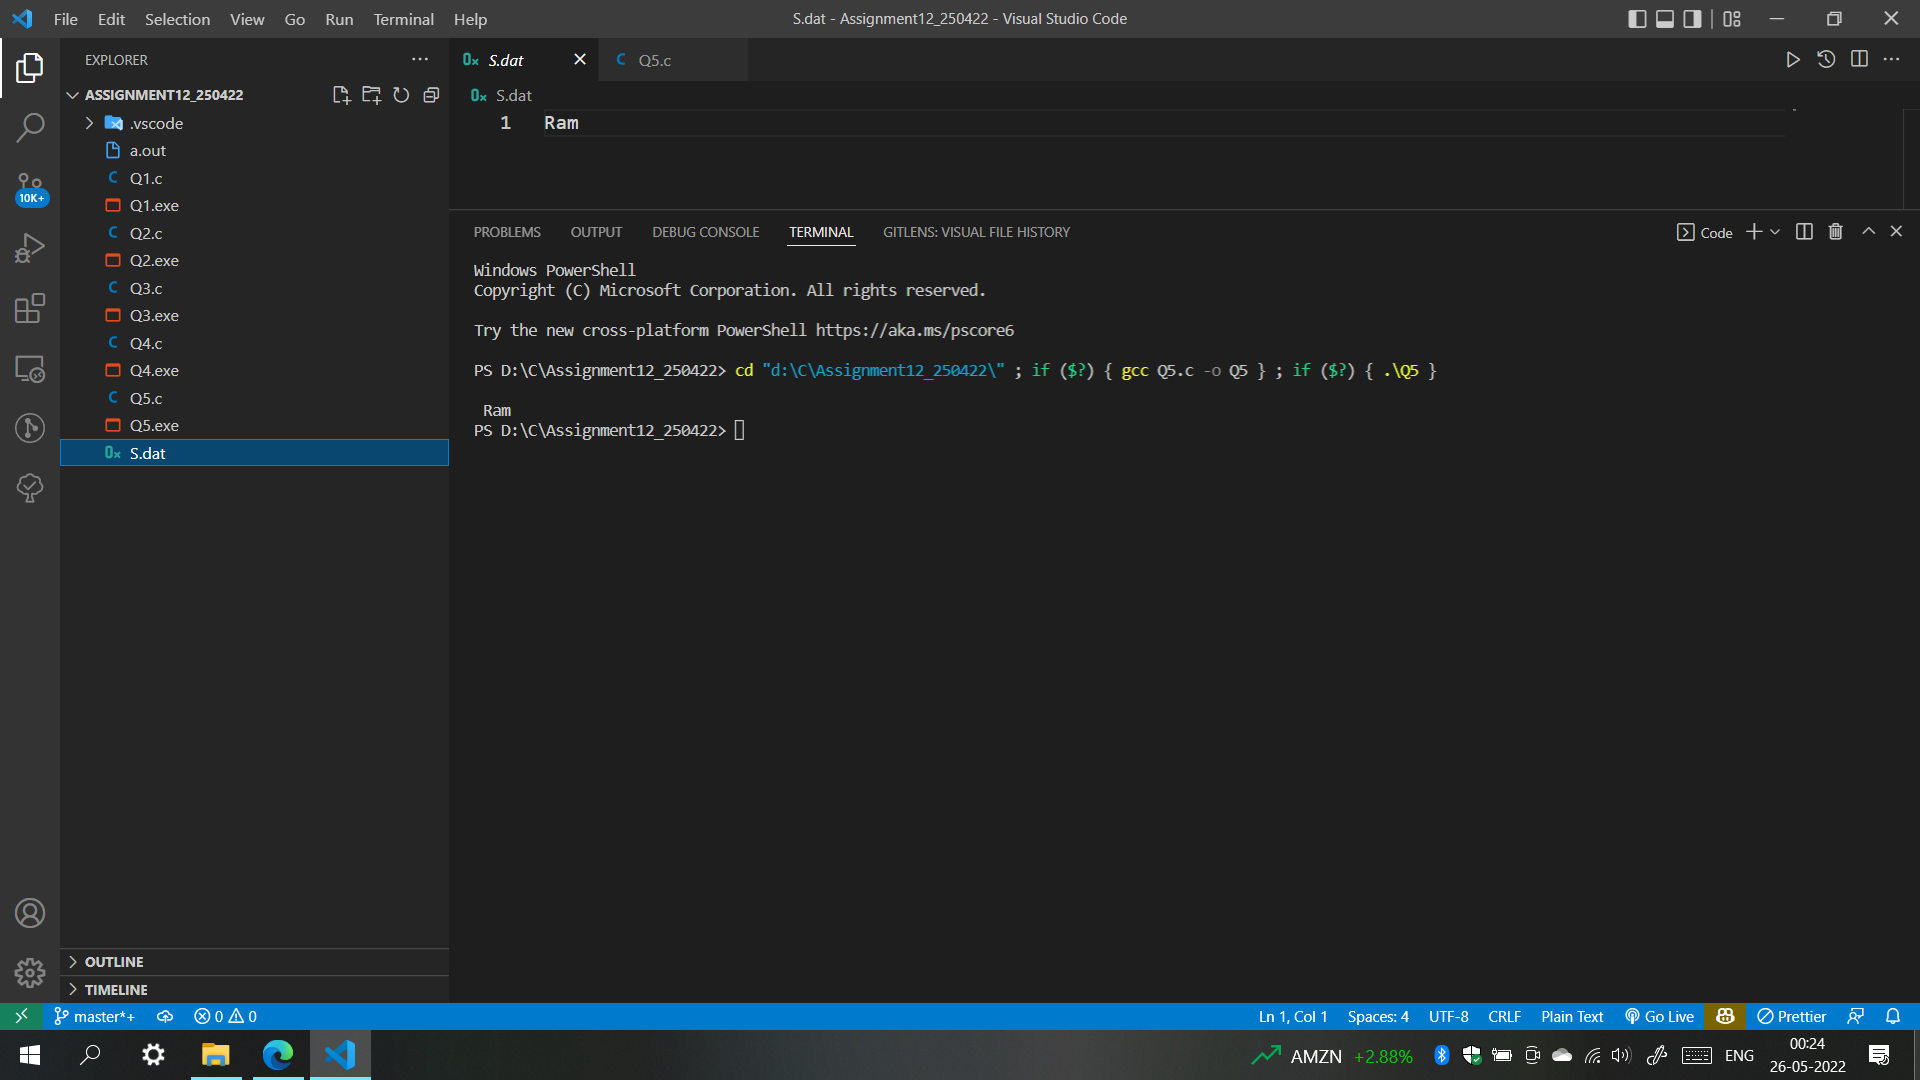 File Edit Selection View Go Run Terminal Help
S.dat - Assignment12_250422 - Visual Studio Code
EXPLORER
ASSIGNMENT12_250422
.vscode
a.out
Q1.c
Q1.exe
Q2.c
Q2.exe
Q3.c
Q3.exe
Q4.c
Q4.exe
Q5.c
Q5.exe
S.dat
OUTLINE
TIMELINE
10K+
S.dat
Q5.c
S.dat
1 Ram
PROBLEMS OUTPUT DEBUG CONSOLE TERMINAL GITLENS: VISUAL FILE HISTORY
Code
Windows PowerShell
Copyright (C) Microsoft Corporation. All rights reserved.
Try the new cross-platform PowerShell https://aka.ms/pscore6
PS D:\C\Assignment12_250422> cd "d:\C\Assignment12_250422\" ; if ($?) { gcc Q5.c -o Q5 } ; if ($?) { .\Q5 }
Ram
PS D:\C\Assignment12_250422>
master*+ 0 0
Ln 1, Col 1 Spaces: 4 UTF-8 CRLF Plain Text Go Live Prettier
AMZN +2.88%
ENG
00:24
26-05-2022